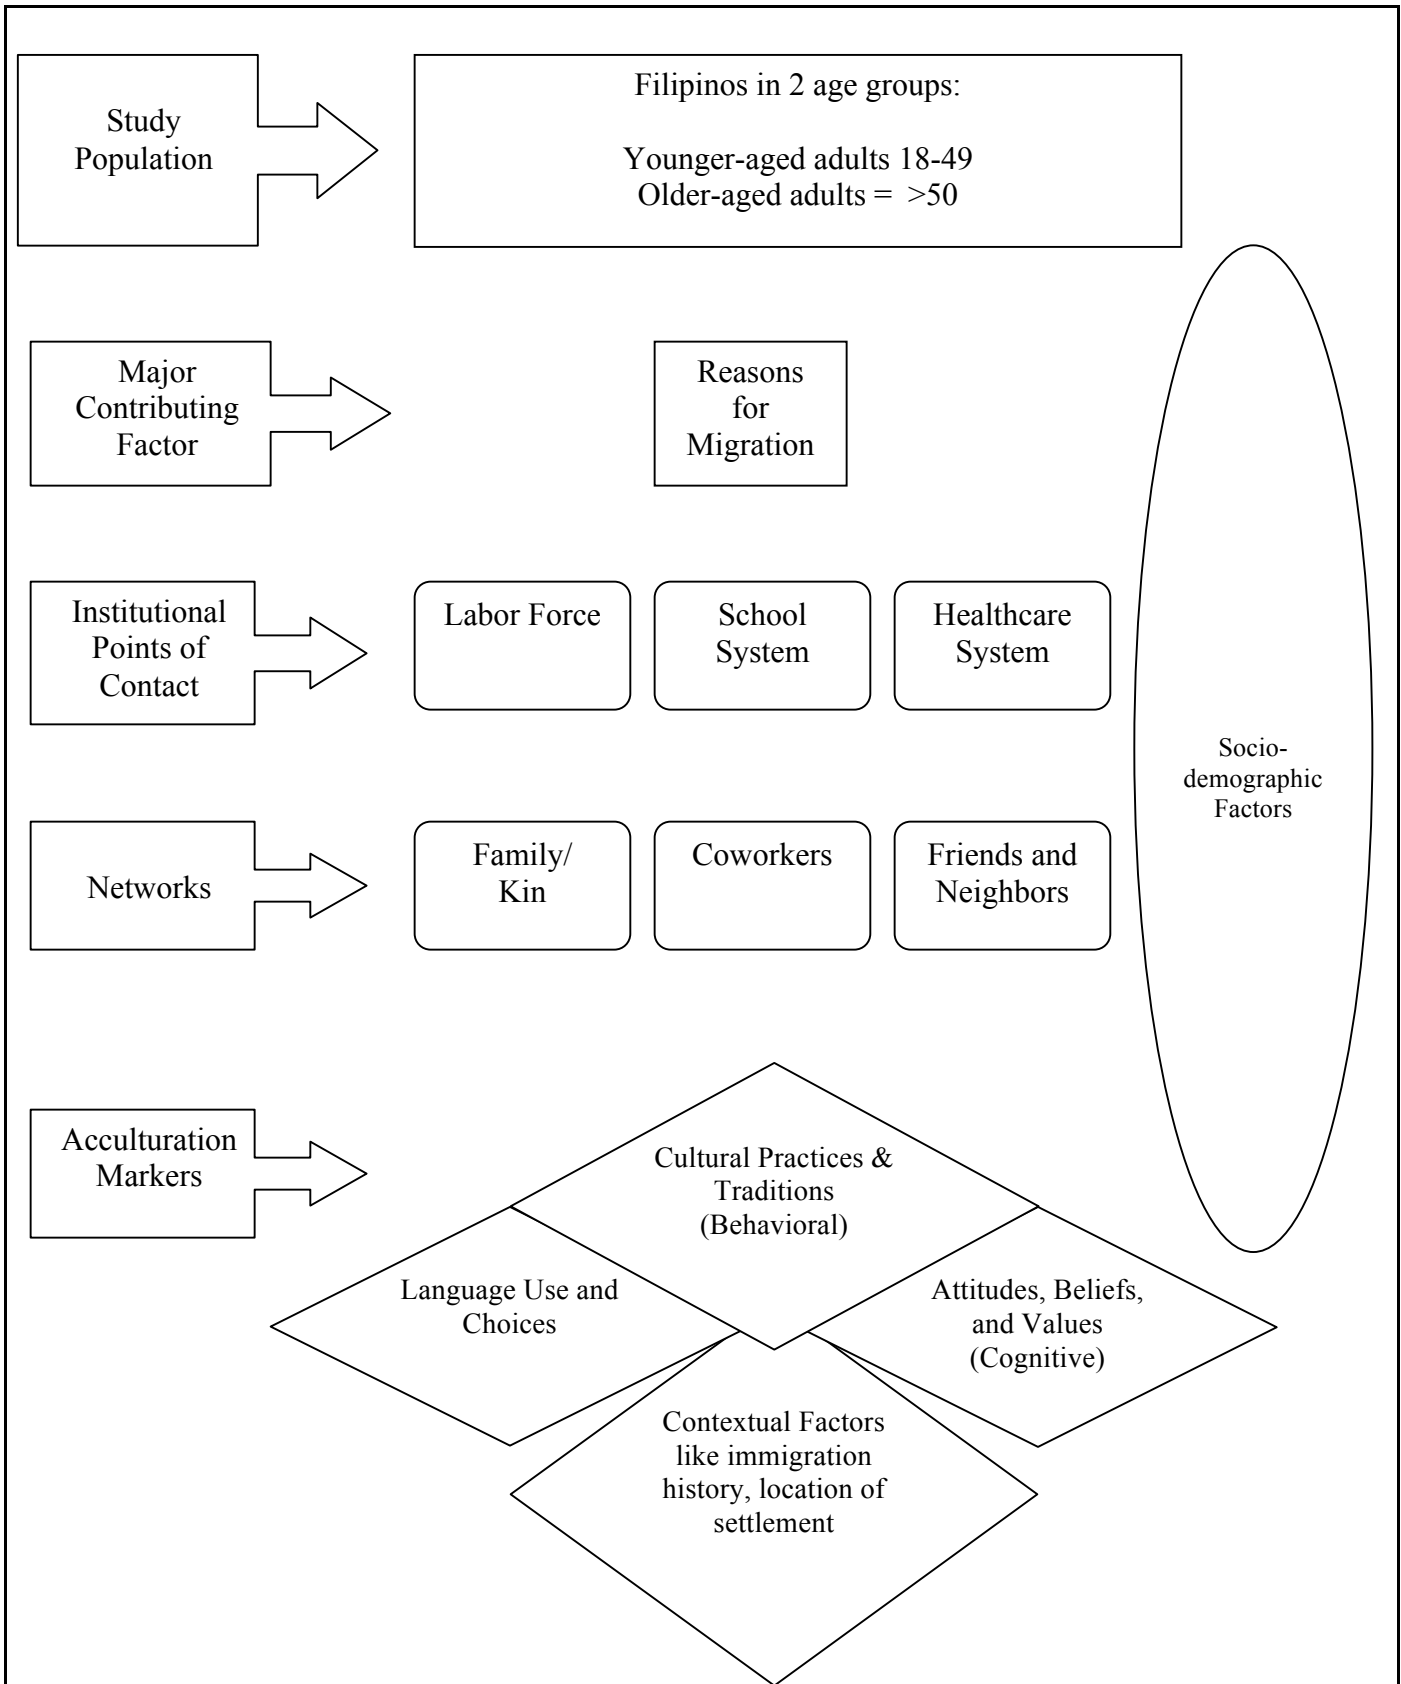 Study
Population
Filipinos in 2 age groups:
Younger-aged adults 18-49
Older-aged adults =  >50
Major
Contributing
Factor
Reasons
for
Migration
Institutional
Points of
Contact
Labor Force
School
System
Healthcare
System
Socio-
demographic
Factors
Networks
Family/
Kin
Coworkers
Friends and
Neighbors
Acculturation
Markers
Cultural Practices &
Traditions
(Behavioral)
Language Use and
Choices
Attitudes, Beliefs,
and Values
(Cognitive)
Contextual Factors
like immigration
history, location of
settlement